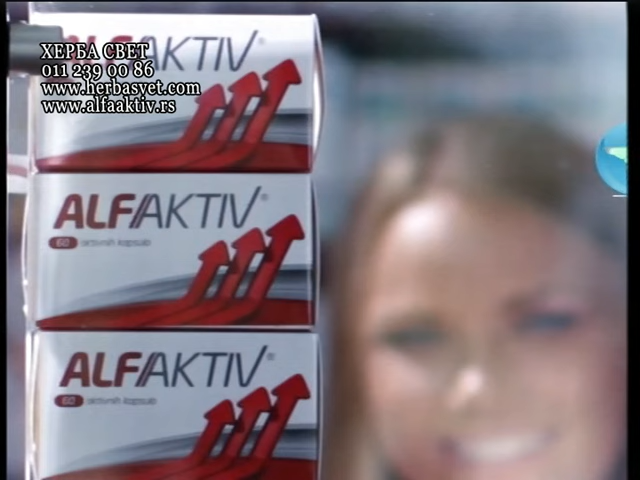 ХЕРБА СВЕТ
011 239 00 86
www.herbasvet.com
www.alfaaktiv.rs
ALFAKTIV®
ALFAKTIV®
60 aktivnih kapsula
ALFAKTIV®
60 aktivnih kapsula